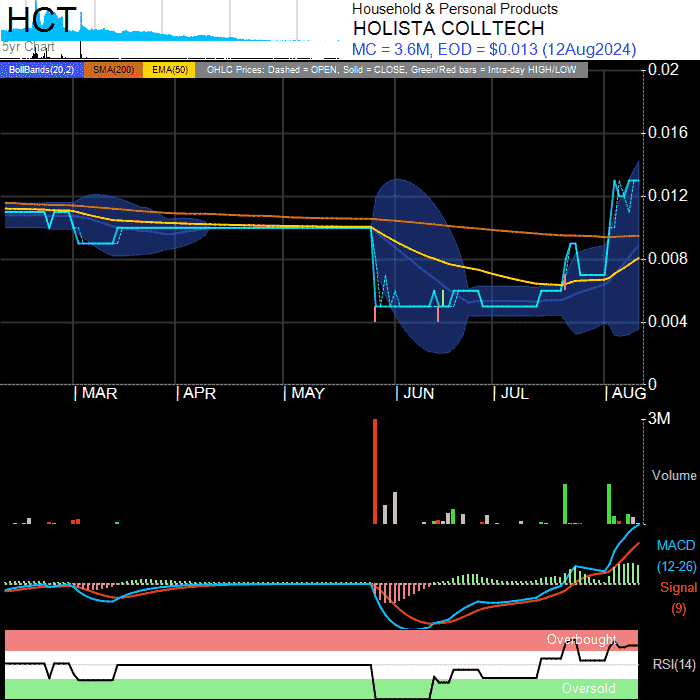 HCT
5yr Chart
Household & Personal Products
HOLISTA COLLTECH
MC = 3.6M, EOD = $0.013 (12Aug2024)
BollBands(20,2) SMA(200) EMA(50) OHLC Prices: Dashed = OPEN, Solid = CLOSE, Green/Red bars = Intra-day HIGH/LOW
0.02
0.016
0.012
0.008
0.004
0
| MAR | APR | MAY | JUN | JUL | AUG
3M
Volume
MACD
(12-26)
Signal
(9)
Overbought
RSI(14)
Oversold